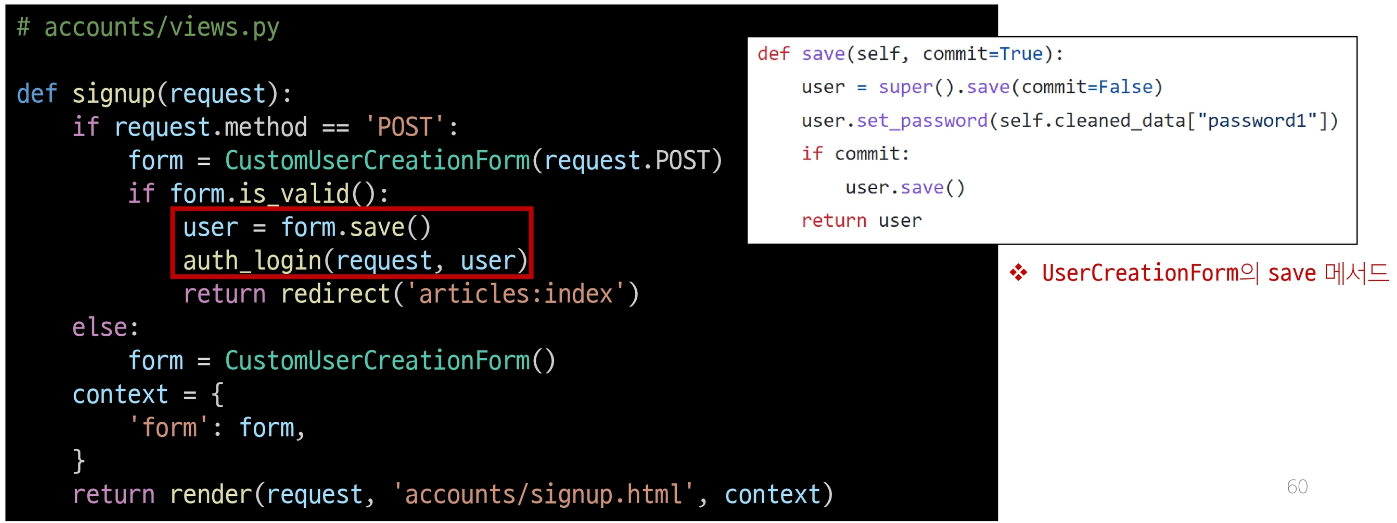 # accounts/views.py
def signup(request):
    if request.method == 'POST':
        form = CustomUserCreationForm(request.POST)
        if form.is_valid():
            user = form.save()
            auth_login(request, user)
            return redirect('articles:index')
    else:
        form = CustomUserCreationForm()
    context = {
        'form': form,
    }
    return render(request, 'accounts/signup.html', context)
def save(self, commit=True):
    user = super().save(commit=False)
    user.set_password(self.cleaned_data["password1"])
    if commit:
        user.save()
    return user
❖ UserCreationForm의 save 메서드
60